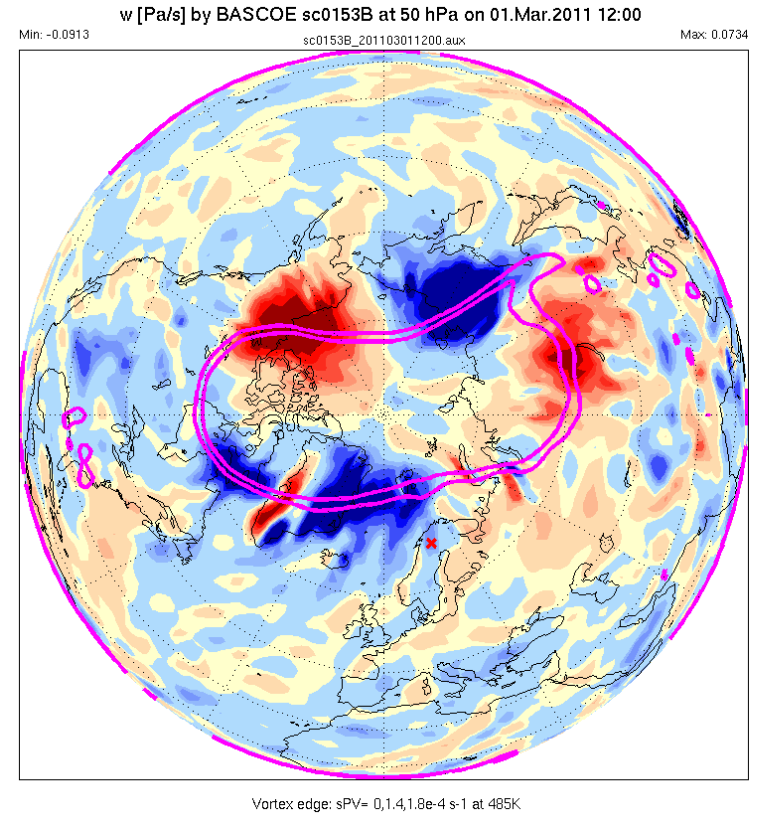 w [Pa/s] by BASCOE sc0153B at 50 hPa on 01.Mar.2011 12:00
Min: -0.0913
sc0153B_201103011200.aux
Max: 0.0734
Vortex edge: sPV= 0,1.4,1.8e-4 s-1 at 485K